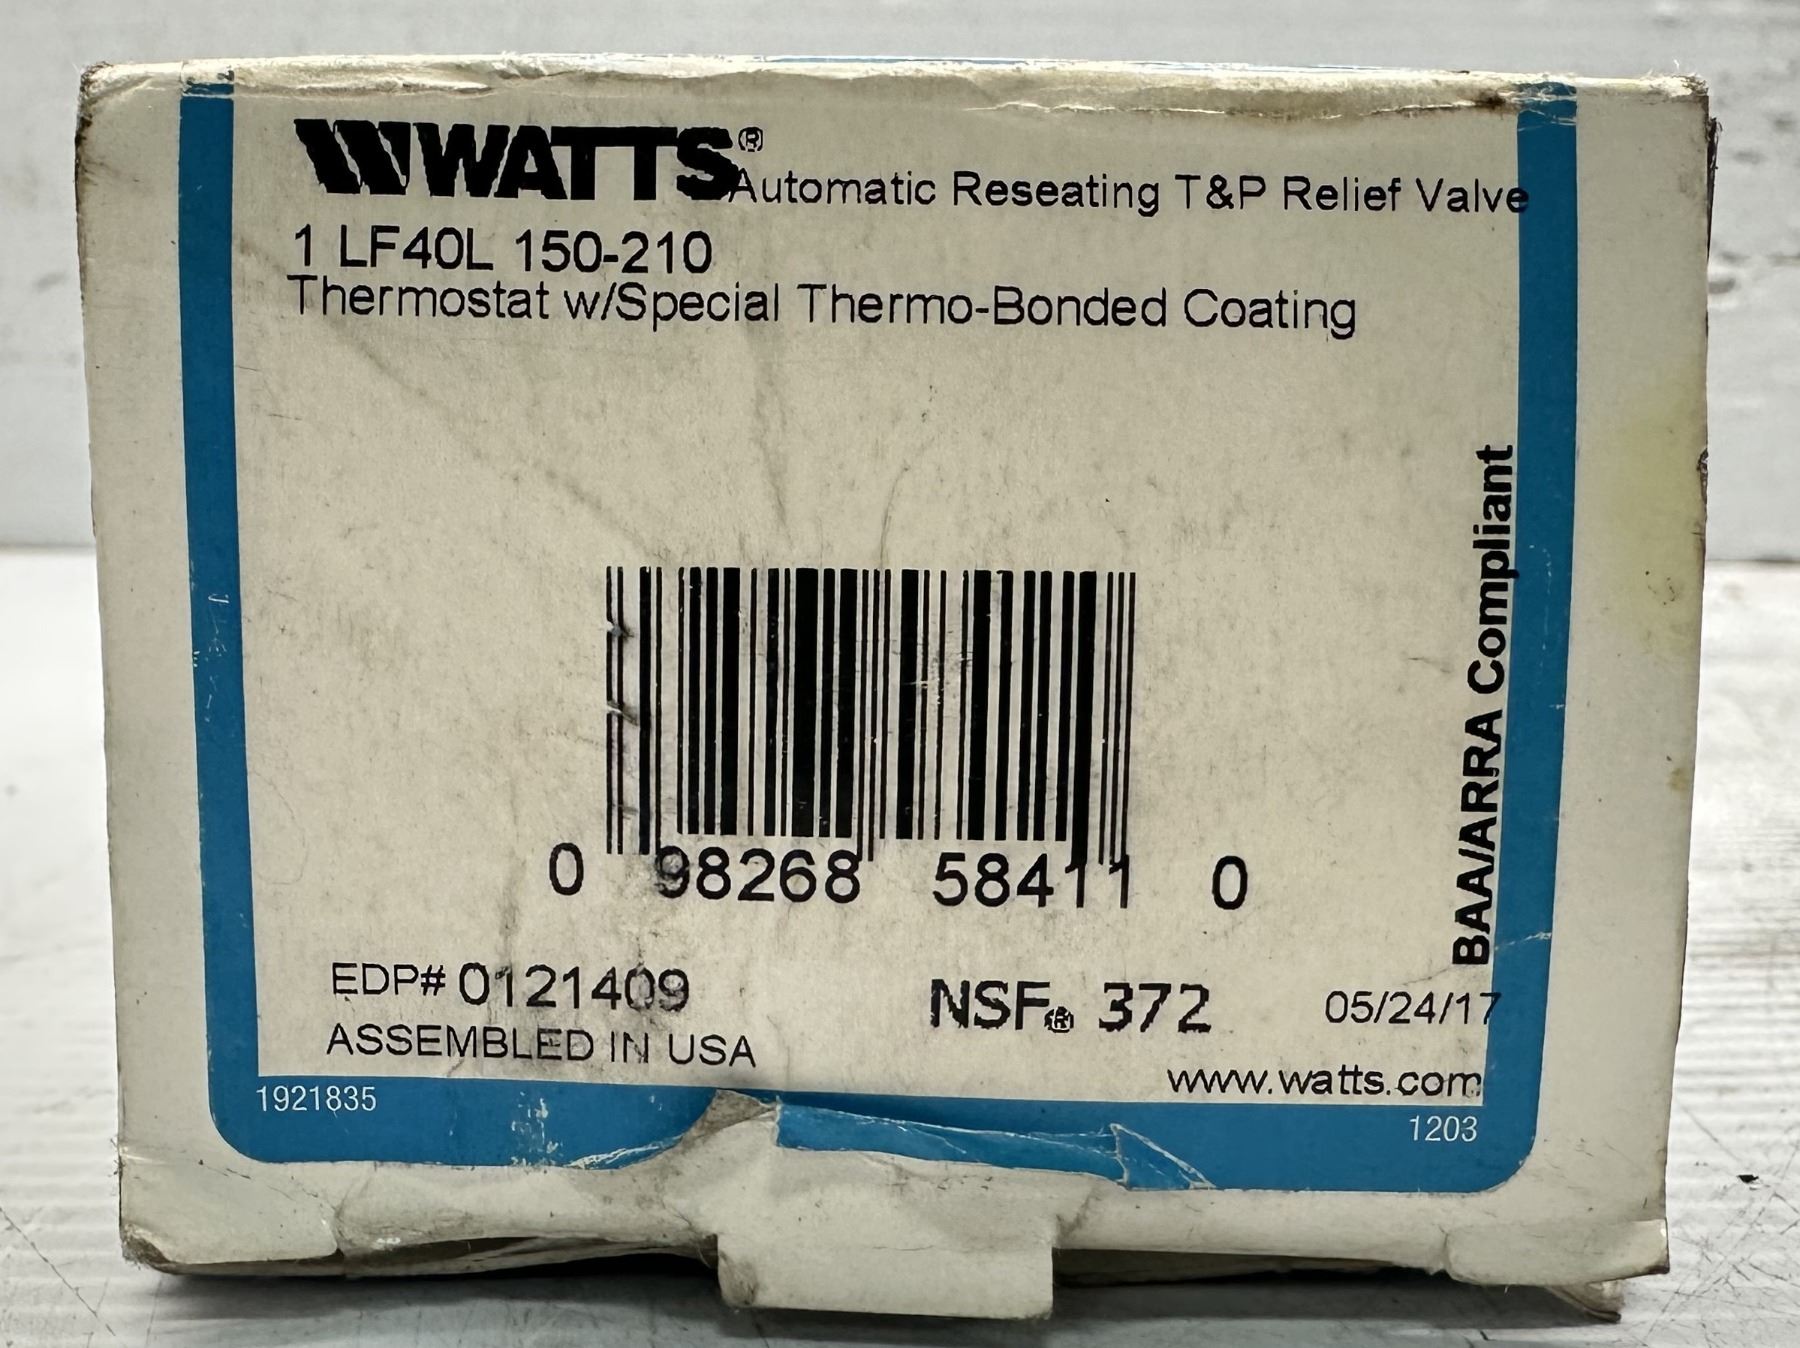 WATTS® Automatic Reseating T&P Relief Valve
1 LF40L 150-210
Thermostat w/Special Thermo-Bonded Coating
BAA/ARRA Compliant
0 98268 58411 0
EDP# 0121409
NSF® 372
05/24/17
ASSEMBLED IN USA
www.watts.com
1921835
1203